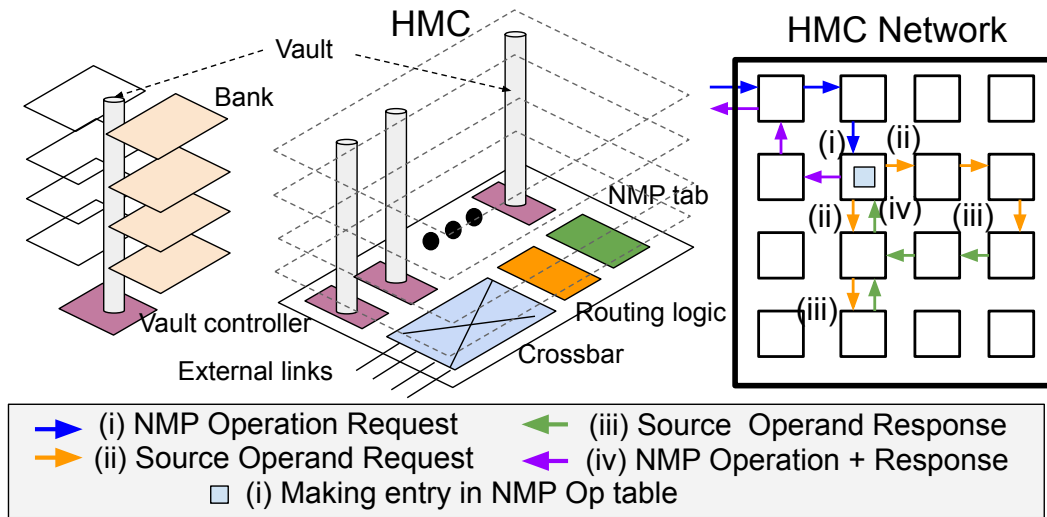 HMC
HMC Network
Vault
Bank
NMP tab
Vault controller
Routing logic
Crossbar
External links
(i)
(ii)
(ii)
(iv)
(iii)
(iii)
(i) NMP Operation Request
(iii) Source Operand Response
(ii) Source Operand Request
(iv) NMP Operation + Response
(i) Making entry in NMP Op table